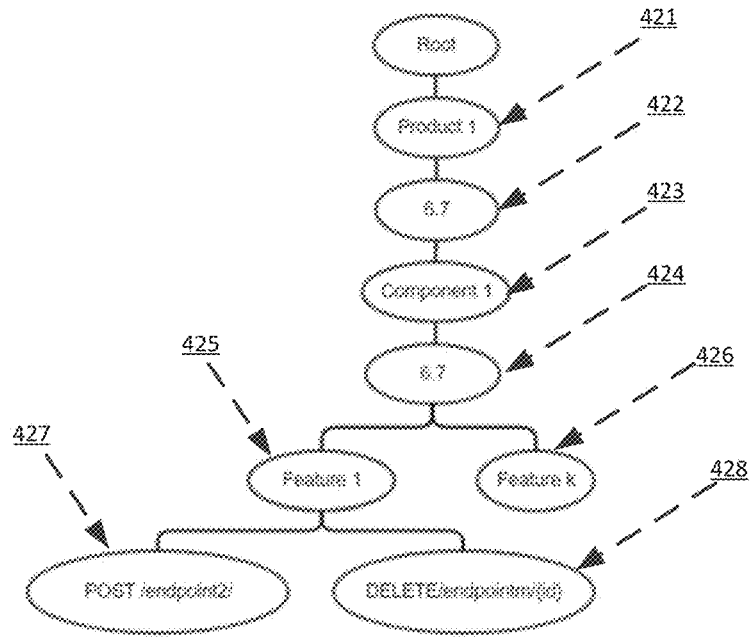 Root
421
Product 1
422
6.7
423
Component 1
424
6.7
425
426
427
Feature 1
Feature k
428
POST /endpoint2/
DELETE/endpointm/{id}